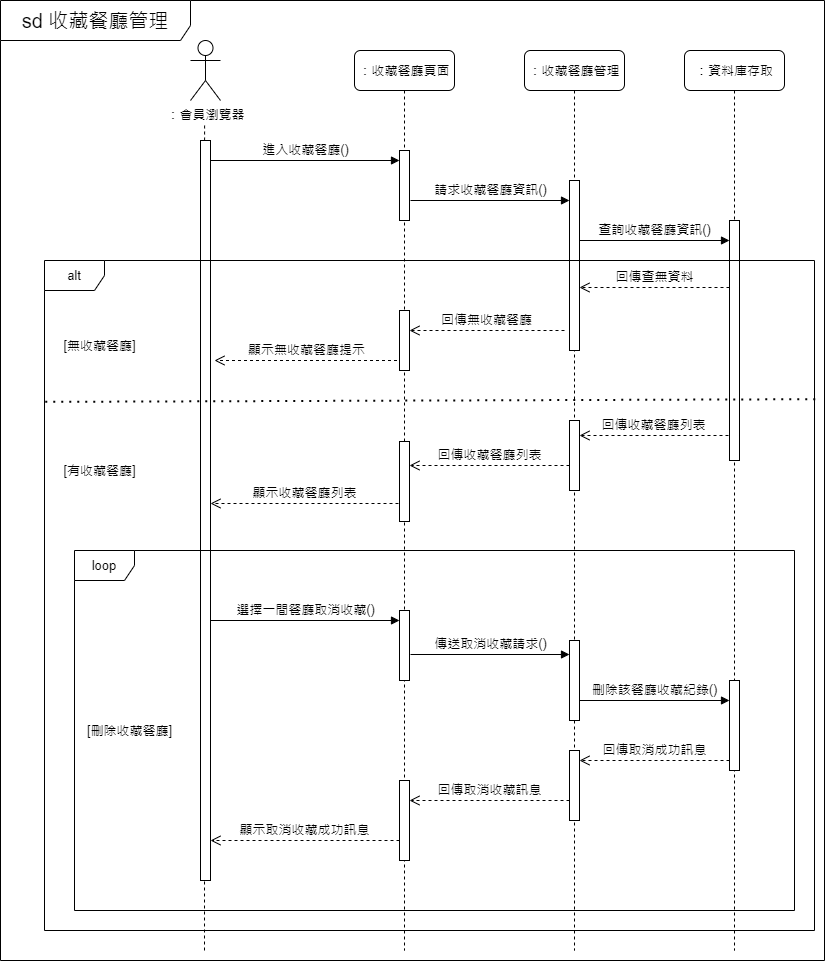 sd 收藏餐廳管理
：會員瀏覽器
：收藏餐廳頁面
：收藏餐廳管理
：資料庫存取
進入收藏餐廳()
請求收藏餐廳資訊()
查詢收藏餐廳資訊()
alt
回傳查無資料
回傳無收藏餐廳
[無收藏餐廳]
顯示無收藏餐廳提示
回傳收藏餐廳列表
回傳收藏餐廳列表
[有收藏餐廳]
顯示收藏餐廳列表
loop
選擇一間餐廳取消收藏()
傳送取消收藏請求()
刪除該餐廳收藏紀錄()
[刪除收藏餐廳]
回傳取消成功訊息
回傳取消收藏訊息
顯示取消收藏成功訊息